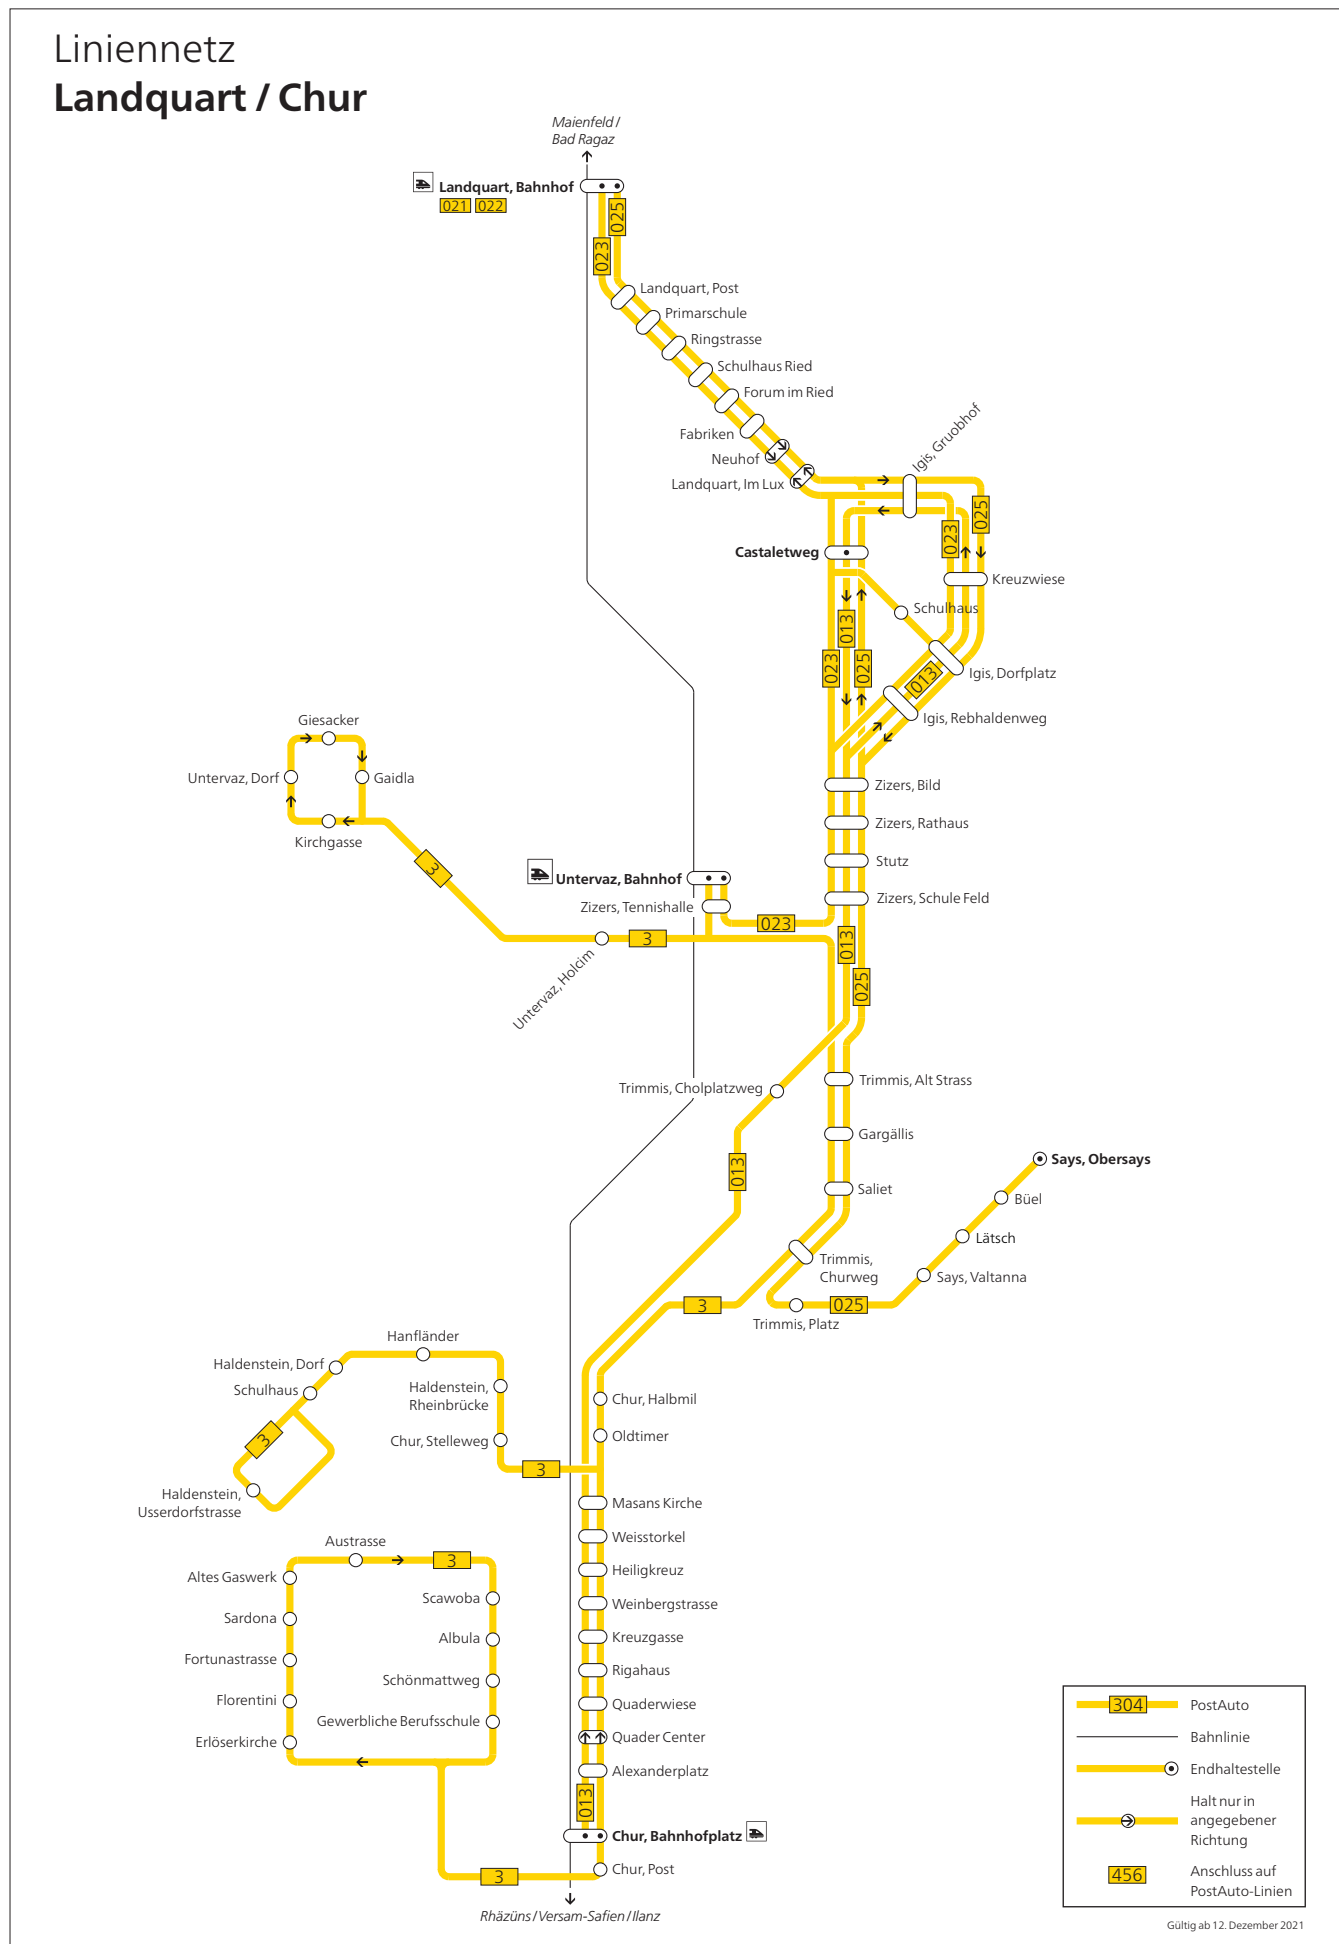 Liniennetz
Landquart / Chur
Maienfeld /
Bad Ragaz
Landquart, Bahnhof
021 022
025
023
Landquart, Post
Primarschule
Ringstrasse
Schulhaus Ried
Forum im Ried
Fabriken
Neuhof
Landquart, Im Lux
Igis, Gruobhof
025
023
Castaletweg
Kreuzwiese
Schulhaus
013
023
025
013
Igis, Dorfplatz
Igis, Rebhaldenweg
Giesacker
Untervaz, Dorf
Gaidla
Kirchgasse
3
Zizers, Bild
Zizers, Rathaus
Stutz
Zizers, Schule Feld
Untervaz, Bahnhof
Zizers, Tennishalle
023
3
Untervaz, Holcim
013
025
Trimmis, Cholplatzweg
Trimmis, Alt Strass
Gargällis
013
Saliet
Says, Obersays
Büel
Lätsch
Says, Valtanna
Trimmis,
Churweg
3
025
Trimmis, Platz
Hanfländer
Haldenstein, Dorf
Schulhaus
Haldenstein,
Rheinbrücke
Chur, Stelleweg
3
3
Haldenstein,
Usserdorfstrasse
Chur, Halbmil
Oldtimer
Masans Kirche
Weisstorkel
Heiligkreuz
Weinbergstrasse
Kreuzgasse
Rigahaus
Quaderwiese
Quader Center
Alexanderplatz
013
Chur, Bahnhofplatz
Chur, Post
3
Austrasse
3
Altes Gaswerk
Sardona
Fortunastrasse
Florentini
Erlöserkirche
Scawoba
Albula
Schönmattweg
Gewerbliche Berufsschule
Rhäzüns / Versam-Safien / Ilanz
304 PostAuto
Bahnlinie
Endhaltestelle
Halt nur in
angegebener
Richtung
456 Anschluss auf
PostAuto-Linien
Gültig ab 12. Dezember 2021